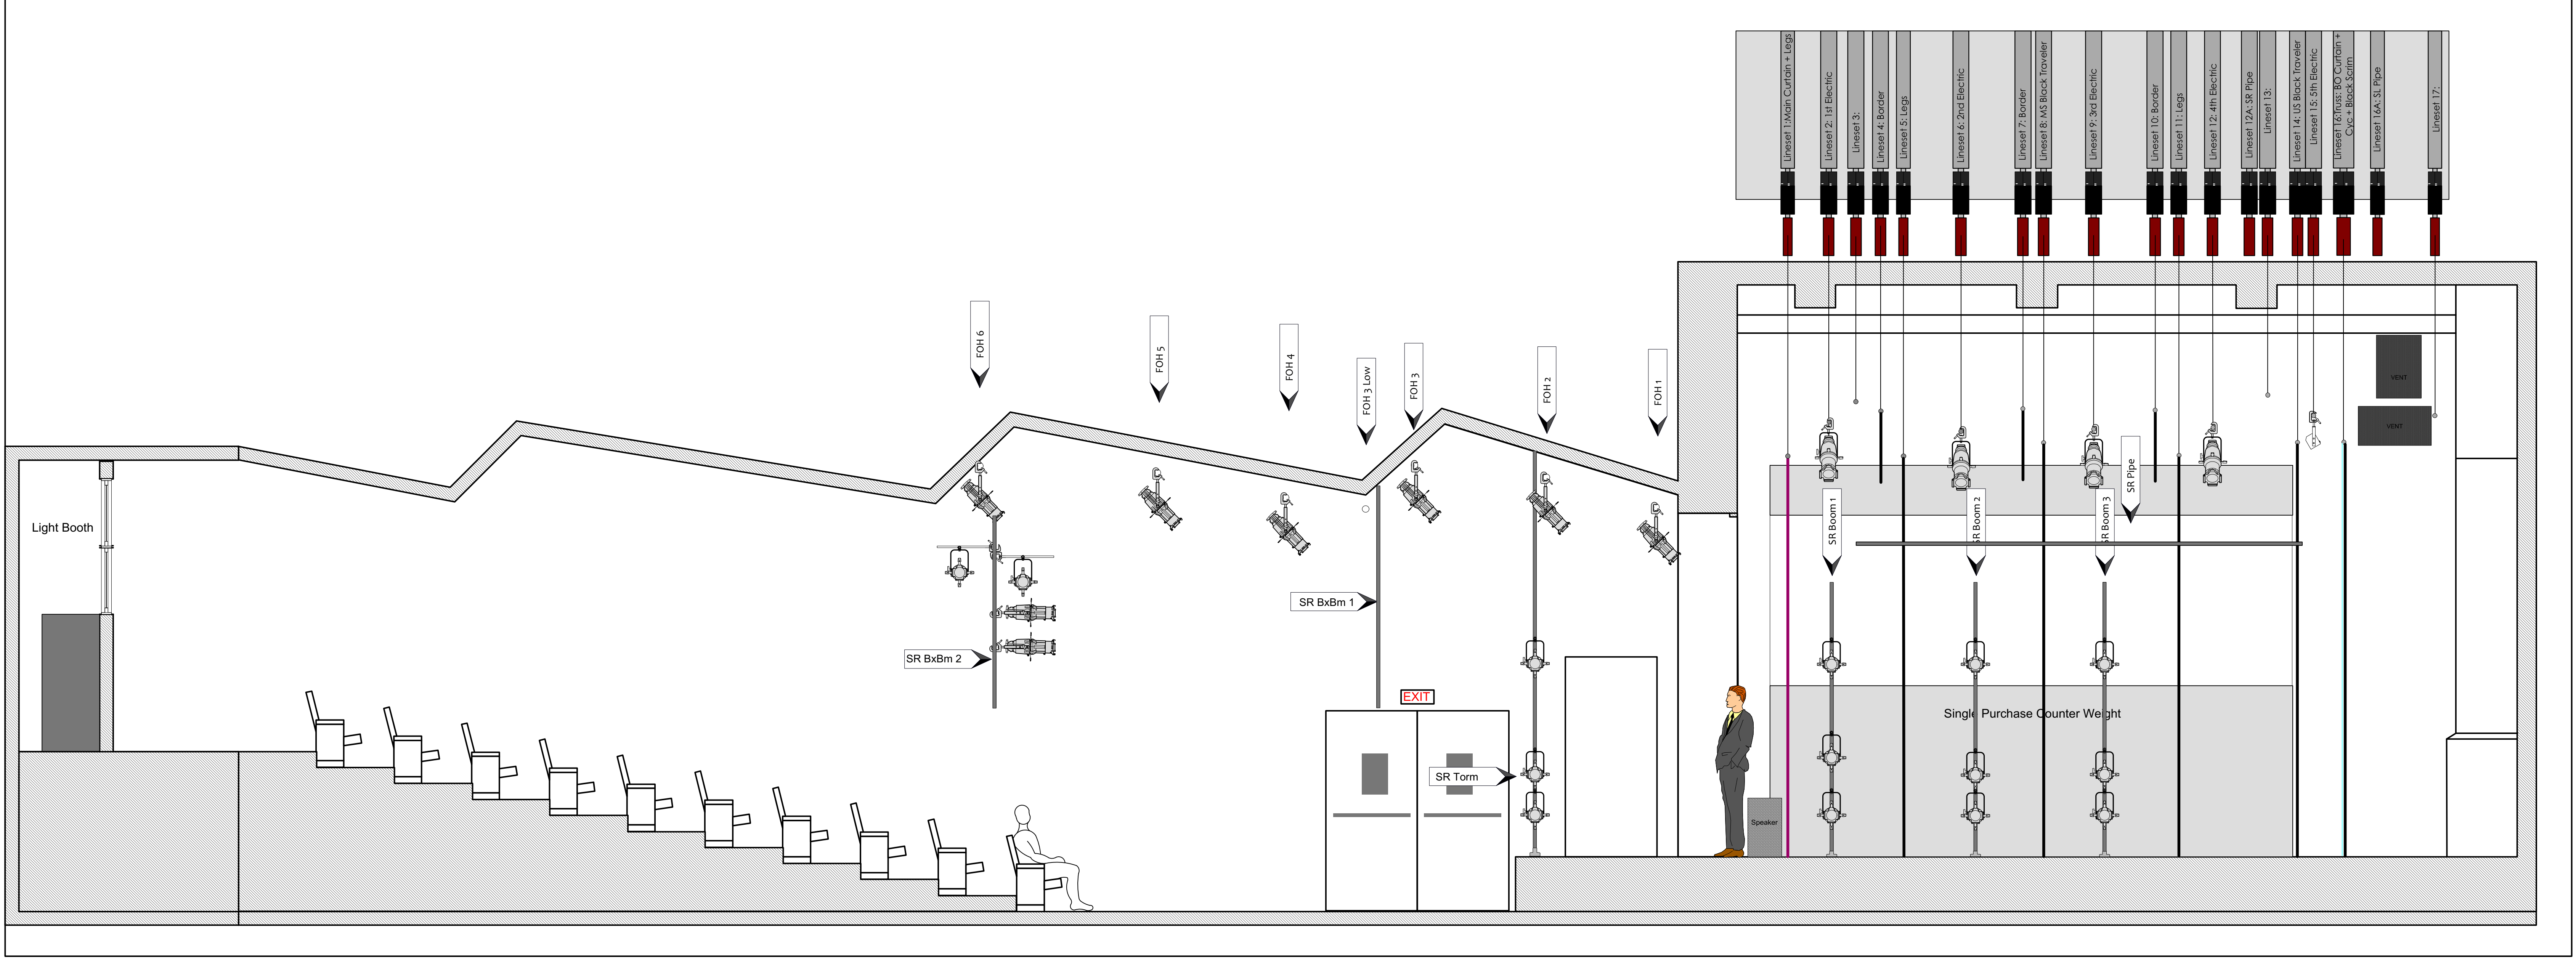 Lineset 1:Main Curtain + Legs
Lineset 2: 1st Electric
Lineset 3:
Lineset 4: Border
Lineset 5: Legs
Lineset 6: 2nd Electric
Lineset 7: Border
Lineset 8: MS Black Traveler
Lineset 9: 3rd Electric
Lineset 10: Border
Lineset 11: Legs
Lineset 12: 4th Electric
Lineset 12A: SR Pipe
Lineset 13:
Lineset 14: US Black Traveler
Lineset 15: 5th Electric
Lineset 16:Truss: BO Curtain +
Cyc + Black Scrim
Lineset 16A: SL Pipe
Lineset 17:
FOH 6
FOH 5
FOH 4
FOH 3 Low
FOH 3
FOH 2
FOH 1
VENT
VENT
Light Booth
SR Boom 1
SR Boom 2
SR Boom 3
SR Pipe
SR BxBm 1
SR BxBm 2
EXIT
Single Purchase Counter Weight
SR Torm
Speaker